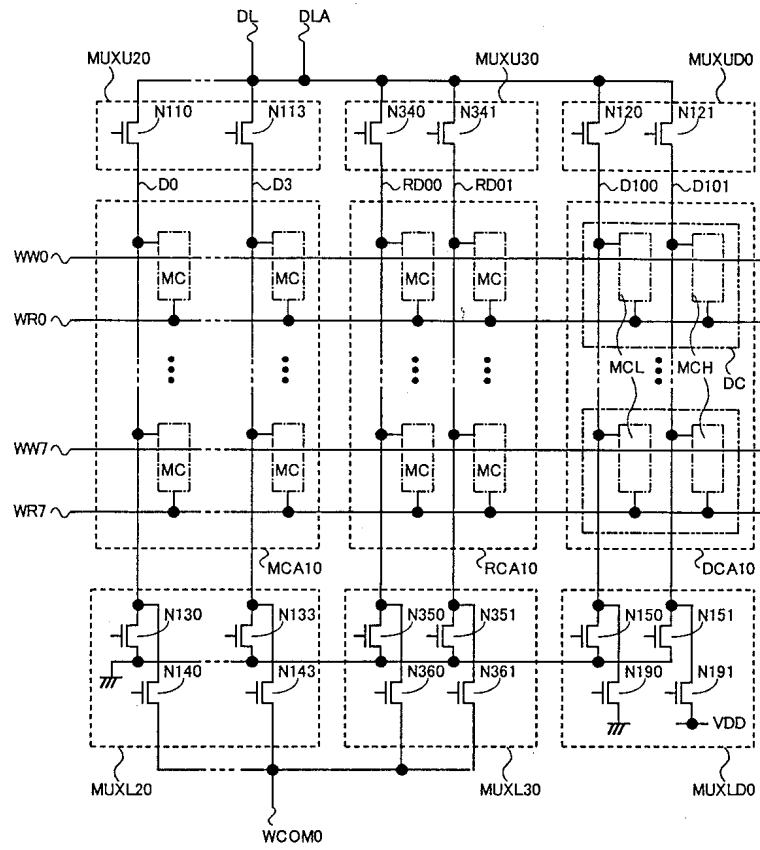 DL DLA
MUXU20 MUXU30 MUXUD0
N110 N113 N340 N341 N120 N121
D0 D3 RD00 RD01 D100 D101
WW0
MC MC MC MC
WR0
MCL MCH DC
WW7
MC MC MC MC
WR7
MCA10 RCA10 DCA10
N130 N133 N350 N351 N150 N151
N140 N143 N360 N361 N190 N191
VDD
MUXL20 MUXL30 MUXLD0
WCOM0